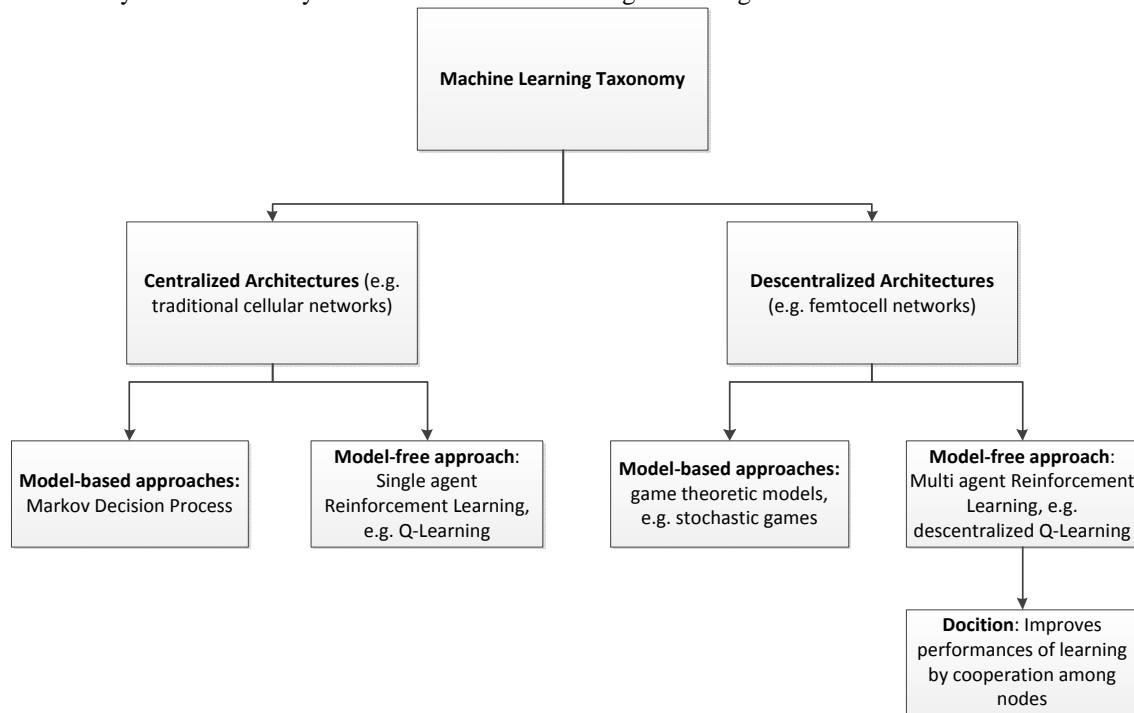 Machine Learning Taxonomy
Centralized Architectures (e.g.
traditional cellular networks)
Descentralized Architectures
(e.g. femtocell networks)
Model-based approaches:
Markov Decision Process
Model-free approach:
Single agent
Reinforcement Learning,
e.g. Q-Learning
Model-based approaches:
game theoretic models,
e.g. stochastic games
Model-free approach:
Multi agent Reinforcement
Learning, e.g.
descentralized Q-Learning
Docition: Improves
performances of learning
by cooperation among
nodes